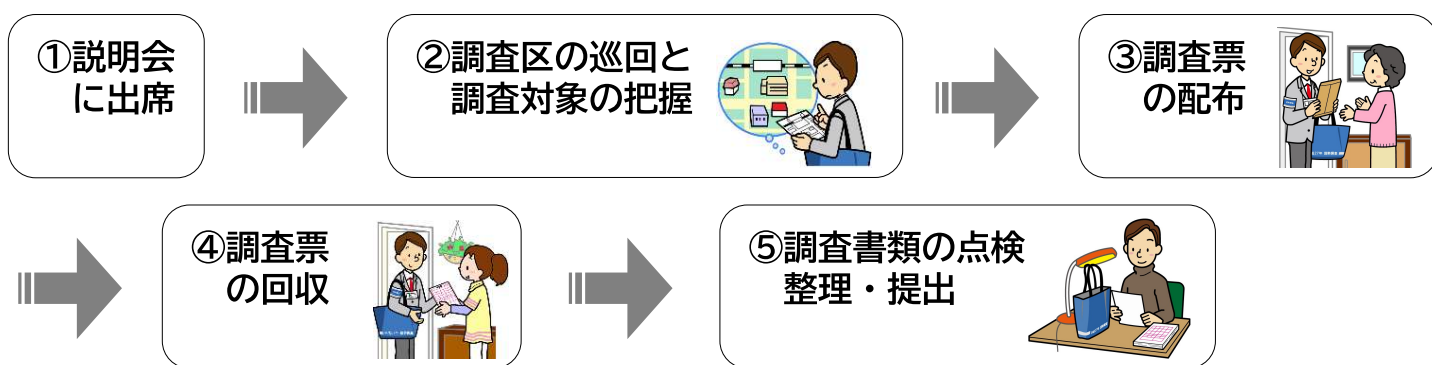 ①説明会
に出席
②調査区の巡回と
調査対象の把握
③調査票
の配布
④調査票
の回収
⑤調査書類の点検
整理・提出